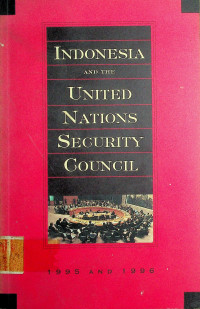 INDONESIA
AND THE
UNITED
NATIONS
SECURITY
COUNCIL
1995 AND 1996